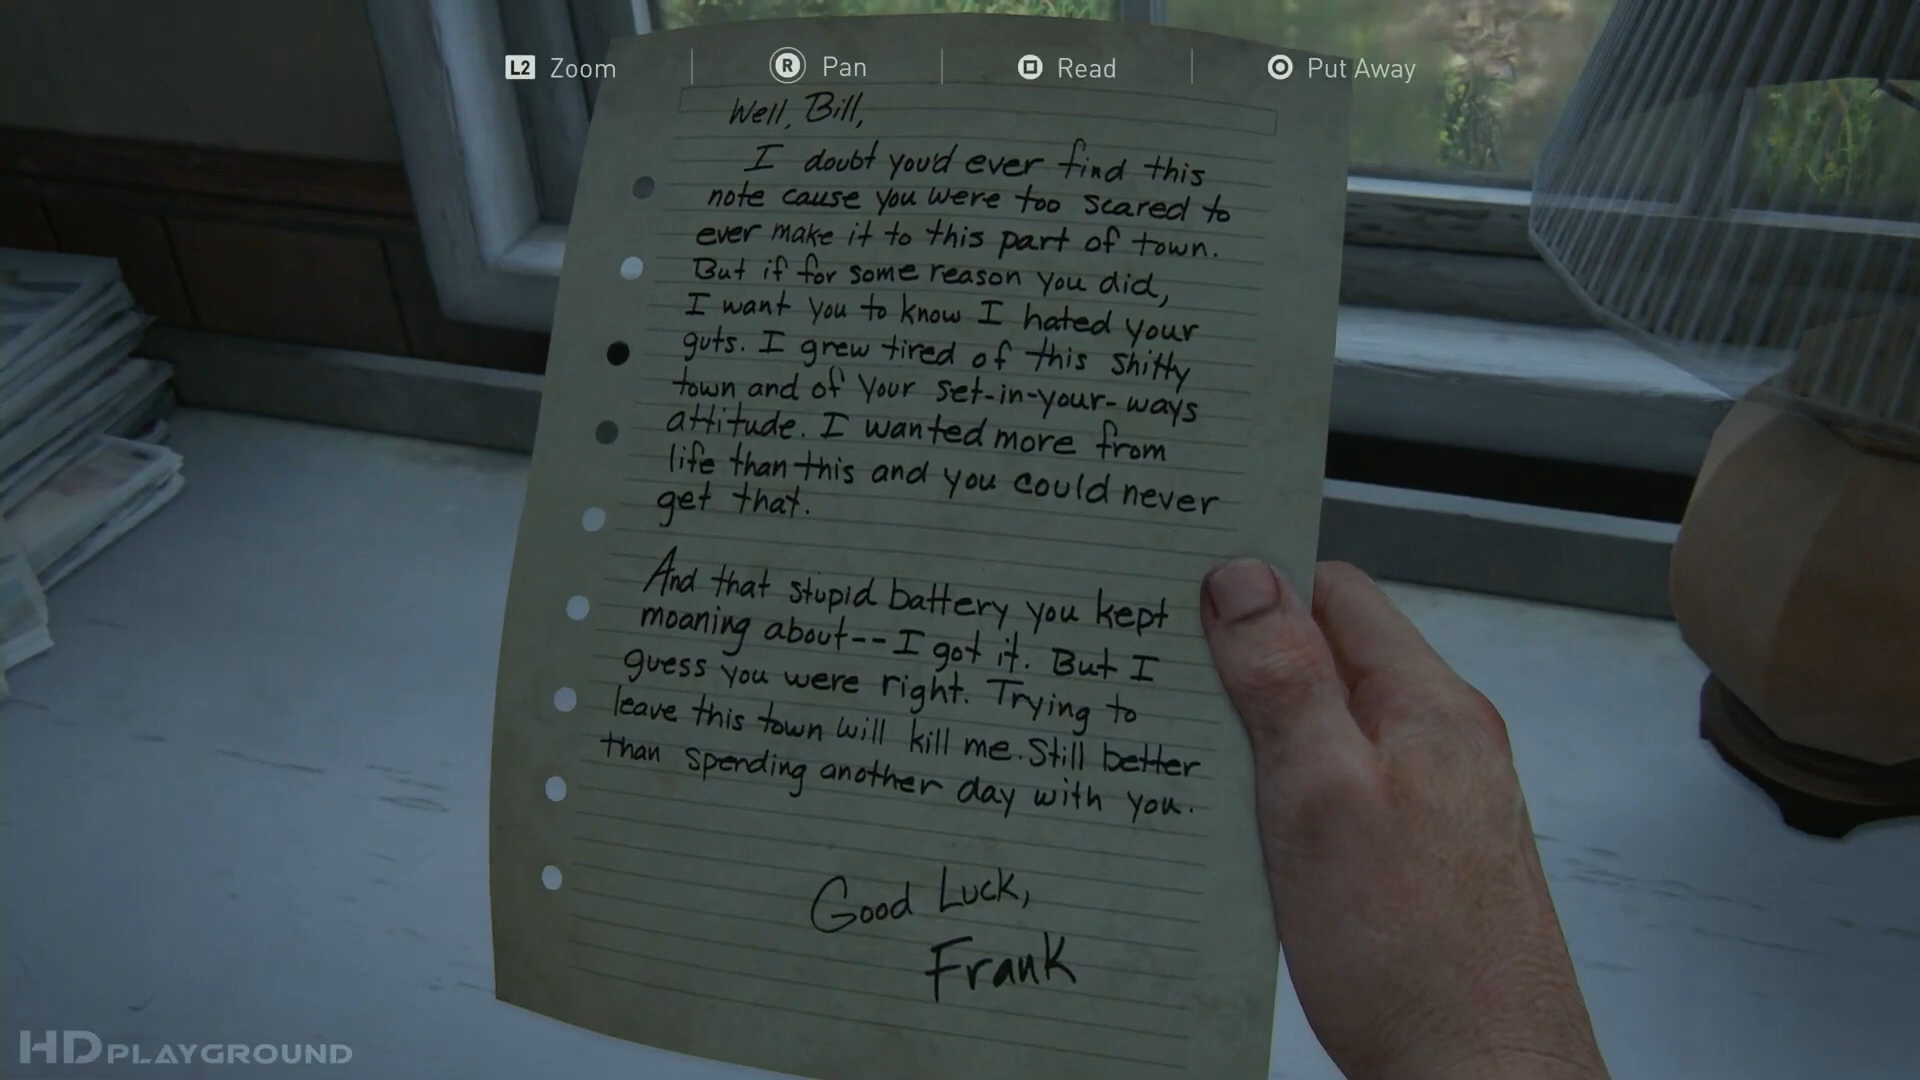 L2 Zoom R Pan Read Put Away
Well, Bill,
I doubt you'd ever find this
note cause you were too scared to
ever make it to this part of town.
But if for some reason you did,
I want you to know I hated your
guts. I grew tired of this shitty
town and of your set-in-your-ways
attitude. I wanted more from
life than this and you could never
get that.
And that stupid battery you kept
moaning about--I got it. But I
guess you were right. Trying to
leave this town will kill me. Still better
than spending another day with you.
Good Luck,
Frank
HD PLAYGROUND